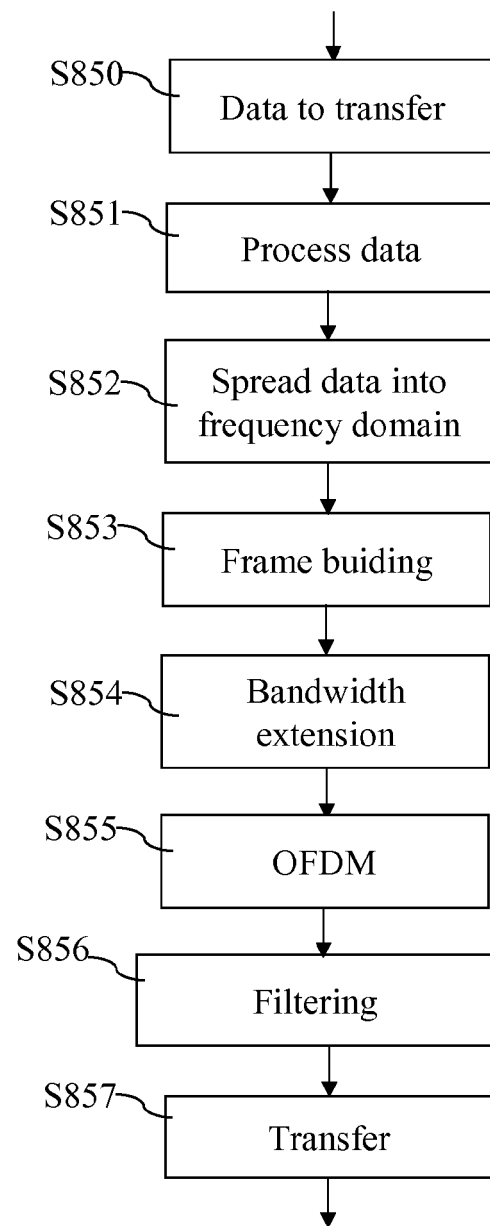 S850
Data to transfer
S851
Process data
S852
Spread data into
frequency domain
S853
Frame buiding
S854
Bandwidth
extension
S855
OFDM
S856
Filtering
S857
Transfer